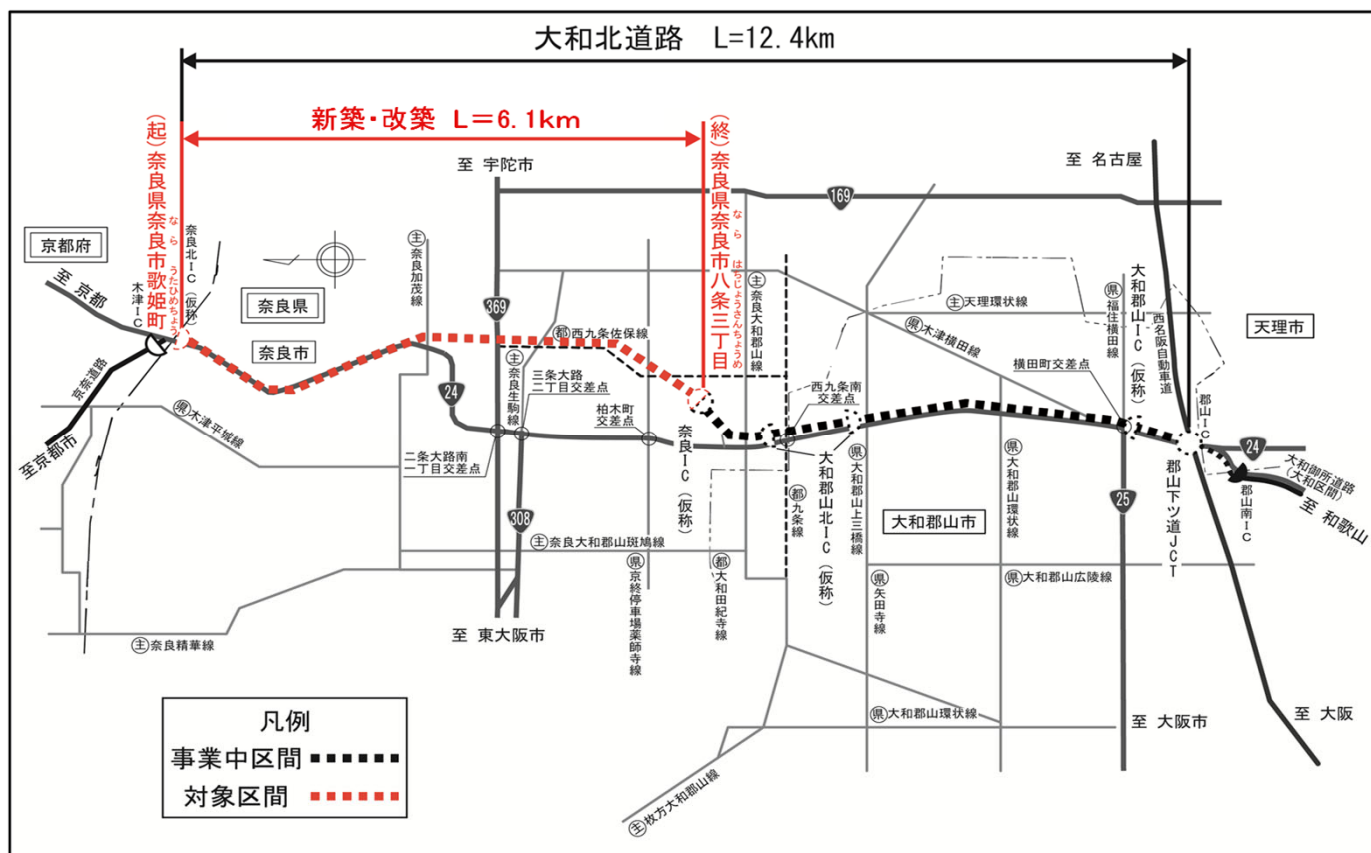 大和北道路 L=12.4km
新築・改築 L=6.1km
(起)奈良県奈良市歌姫町
なら
うたひめちょう
(終)奈良県奈良市八条三丁目
なら
はちじょうさんちょうめ
至 宇陀市
至 名古屋
169
京都府
奈良県
奈良市
天理市
大和郡山市
至 京都
木津IC
奈良北IC(仮称)
京奈道路
至京都市
主奈良加茂線
369
都西九条佐保線
主奈良大和郡山線
主天理環状線
県木津横田線
県福住横田線
大和郡山IC(仮称)
西名阪自動車道
横田町交差点
西九条南
交差点
24
主奈良生駒線
三条大路
二丁目交差点
柏木町
交差点
二条大路南
一丁目交差点
県木津平城線
奈良IC(仮称)
308
主奈良大和郡山斑鳩線
県京終停車場薬師寺線
都大和田紀寺線
都九条線
大和郡山北IC(仮称)
県大和郡山上三橋線
県矢田寺線
県大和郡山環状線
25
県大和郡山広陵線
郡山下ツ道JCT
郡山IC
24
大和御所道路
(大和区間)
郡山南IC
至 和歌山
主奈良精華線
至 東大阪市
県大和郡山環状線
主枚方大和郡山線
至 大阪市
至 大阪
凡例
事業中区間
対象区間